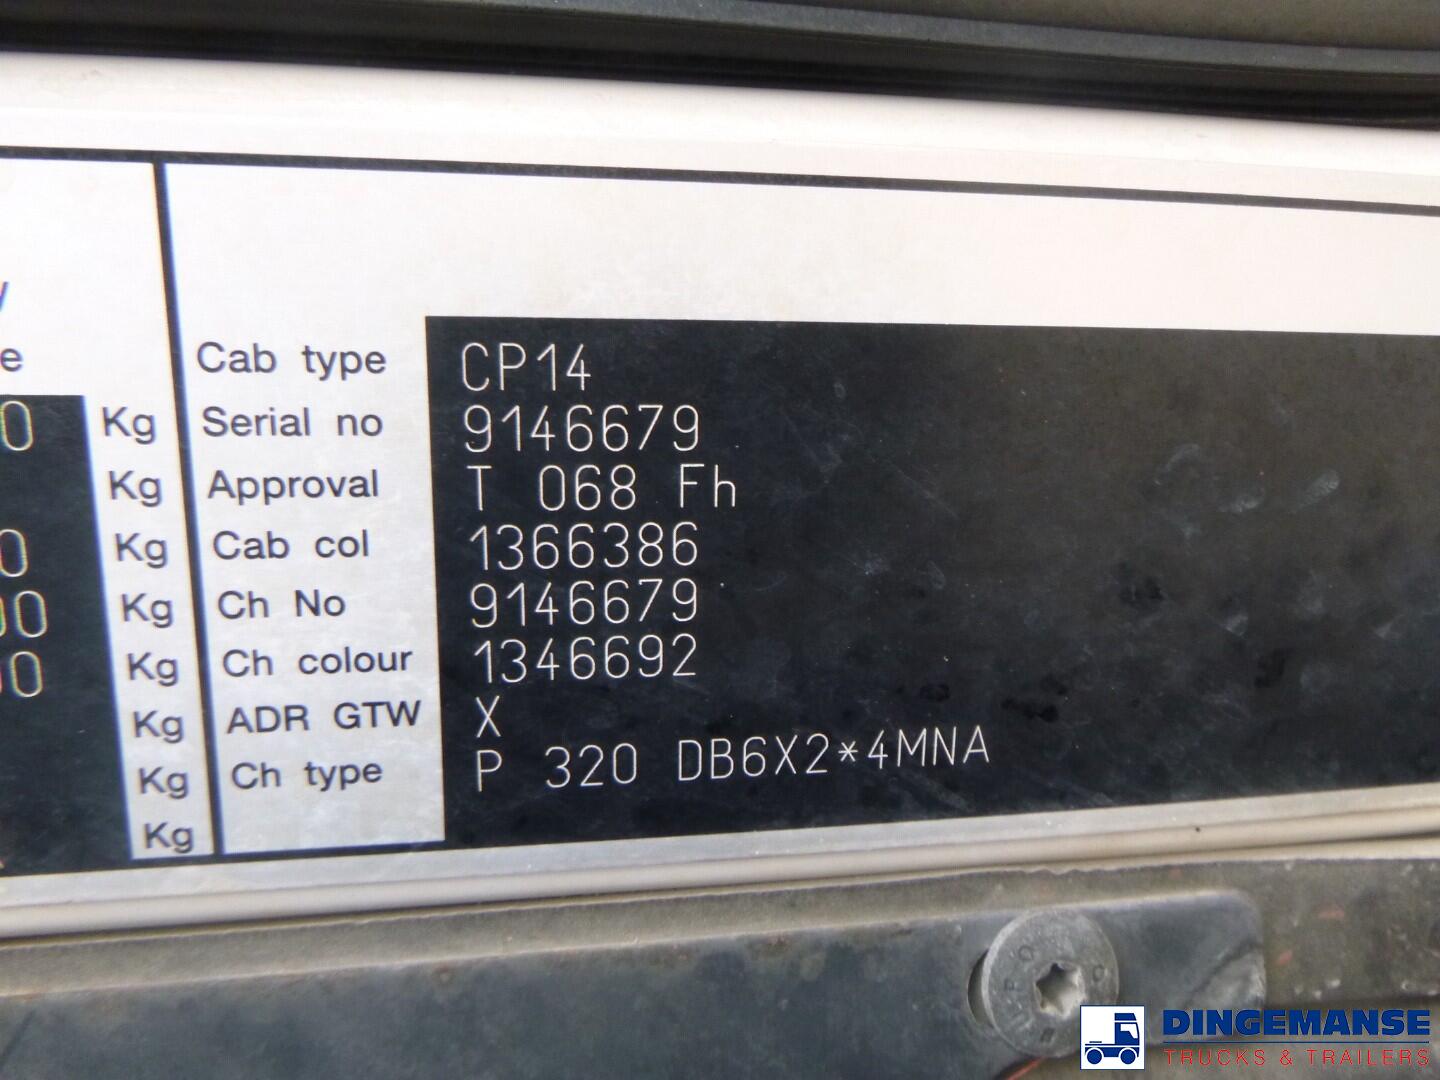 Cab type CP14
Kg Serial no 9146679
Kg Approval T 068 Fh
Kg Cab col 1366386
Kg Ch No 9146679
Kg Ch colour 1346692
Kg ADR GTW X
Kg Ch type P 320 DB6X2*4MNA
Kg
DINGEMANSE
TRUCKS & TRAILERS